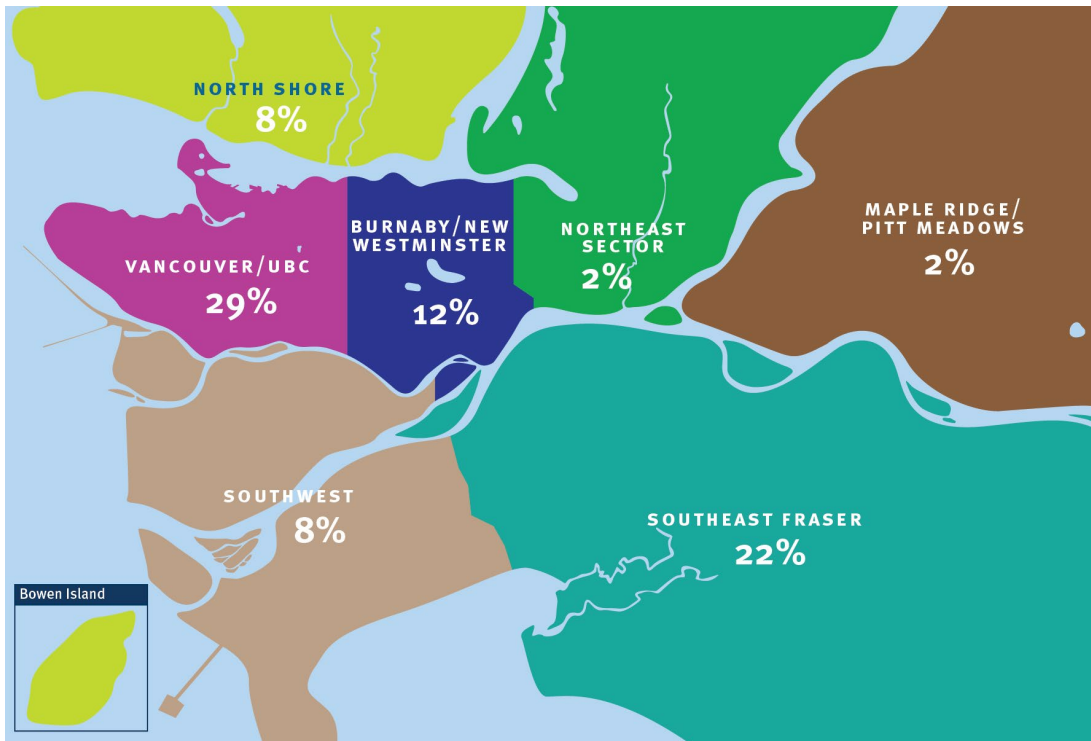 NORTH SHORE
8%
VANCOUVER/UBC
29%
BURNABY/NEW
WESTMINSTER
12%
NORTHEAST
SECTOR
2%
MAPLE RIDGE/
PITT MEADOWS
2%
SOUTHWEST
8%
SOUTHEAST FRASER
22%
Bowen Island